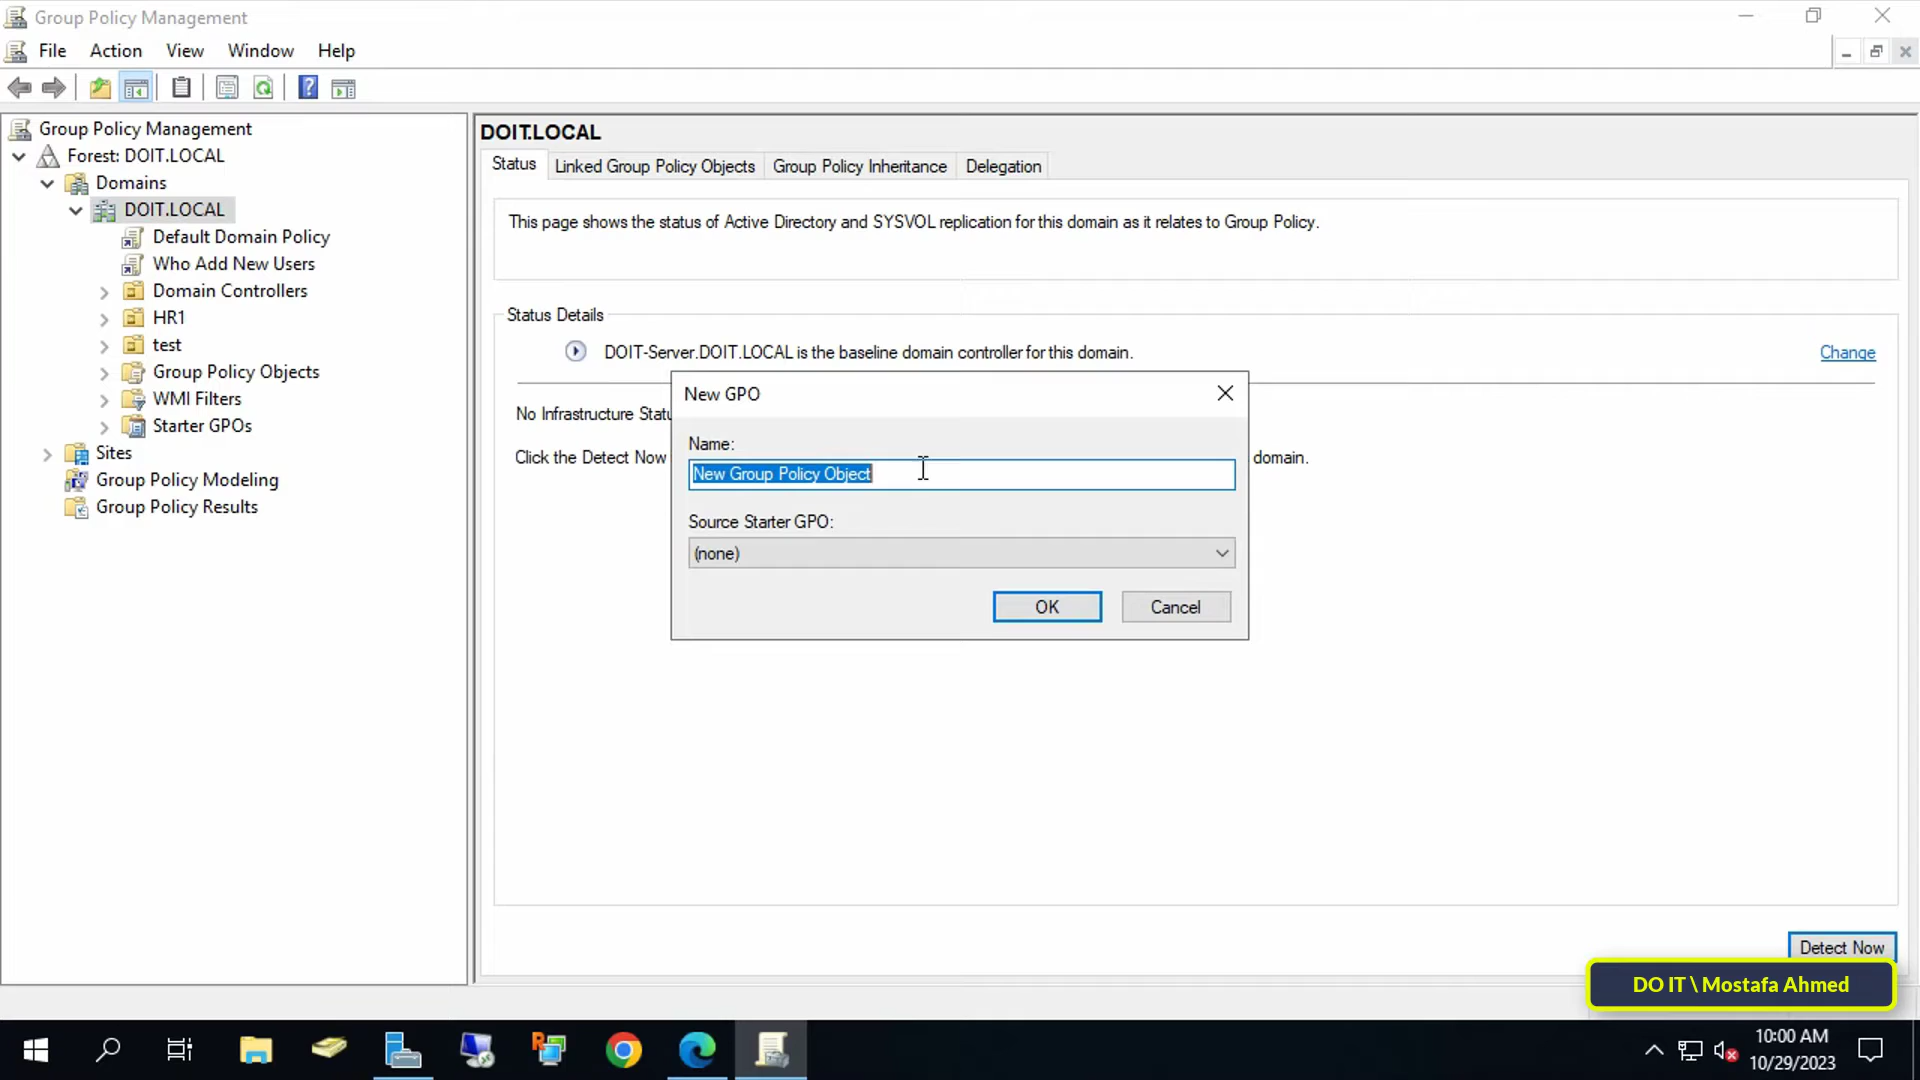 Group Policy Management
File Action View Window Help
Group Policy Management
Forest: DOIT.LOCAL
Domains
DOIT.LOCAL
Default Domain Policy
Who Add New Users
Domain Controllers
HR1
test
Group Policy Objects
WMI Filters
Starter GPOs
Sites
Group Policy Modeling
Group Policy Results
DOIT.LOCAL
Status Linked Group Policy Objects Group Policy Inheritance Delegation
This page shows the status of Active Directory and SYSVOL replication for this domain as it relates to Group Policy.
Status Details
DOIT-Server.DOIT.LOCAL is the baseline domain controller for this domain.
Change
No Infrastructure Statu
Click the Detect Now domain.
New GPO
Name:
New Group Policy Object
Source Starter GPO:
(none)
OK Cancel
Detect Now
DO IT \ Mostafa Ahmed
10:00 AM
10/29/2023